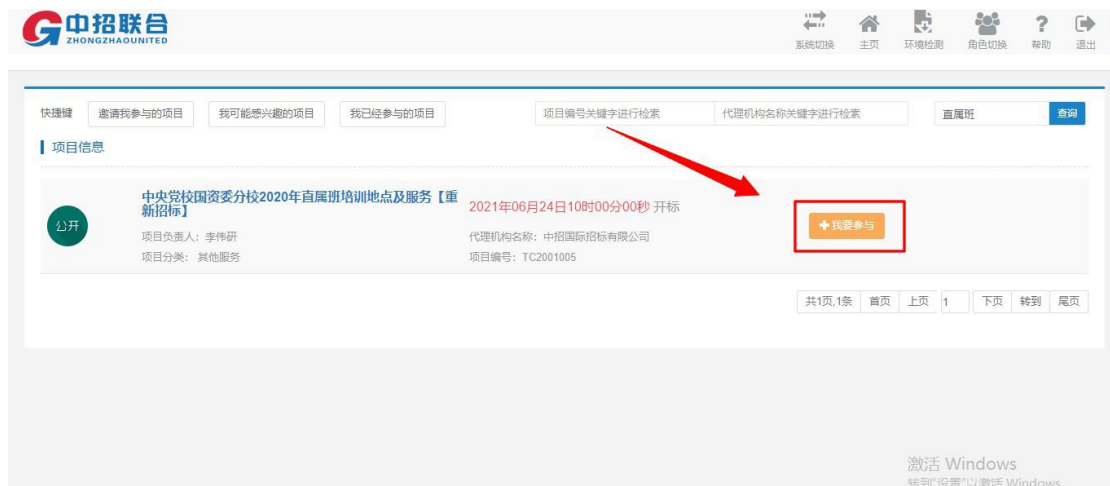 中招联合
ZHONGZHAOUNITED
系统切换 主页 环境检测 角色切换 帮助 退出
快捷键 邀请我参与的项目 我可能感兴趣的项目 我已经参与的项目 项目编号关键字进行检索 代理机构名称关键字进行检索 直属班 查询
项目信息
公开
中央党校国资委分校2020年直属班培训地点及服务【重
新招标】
2021年06月24日10时00分00秒 开标
+我要参与
项目负责人：李伟研 代理机构名称：中招国际招标有限公司
项目分类：其他服务 项目编号：TC2001005
共1页,1条 首页 上页 1 下页 转到 尾页
激活 Windows
转到"设置"以激活 Windows